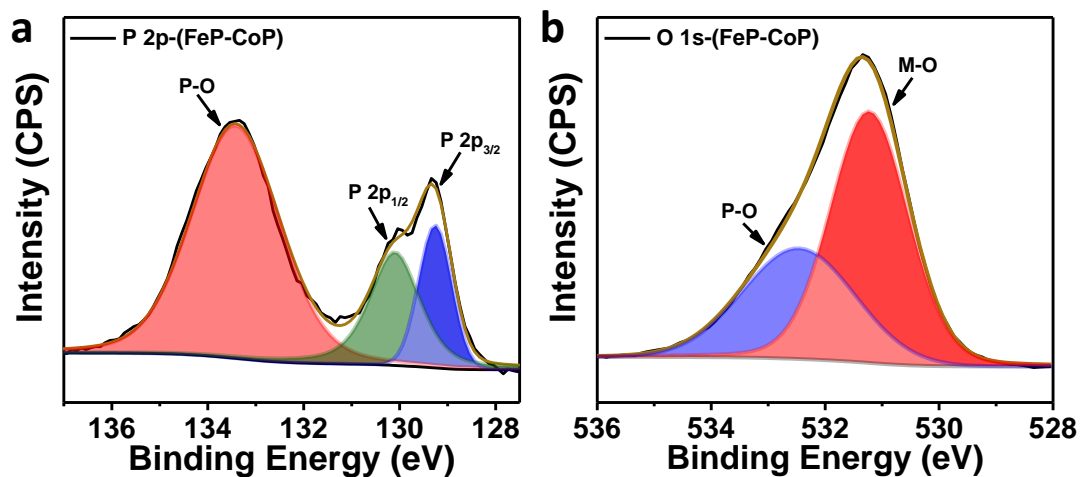 a
P 2p-(FeP-CoP)
P-O
P 2p3/2
P 2p1/2
Intensity (CPS)
136 134 132 130 128
Binding Energy (eV)
b
O 1s-(FeP-CoP)
M-O
P-O
Intensity (CPS)
536 534 532 530 528
Binding Energy (eV)